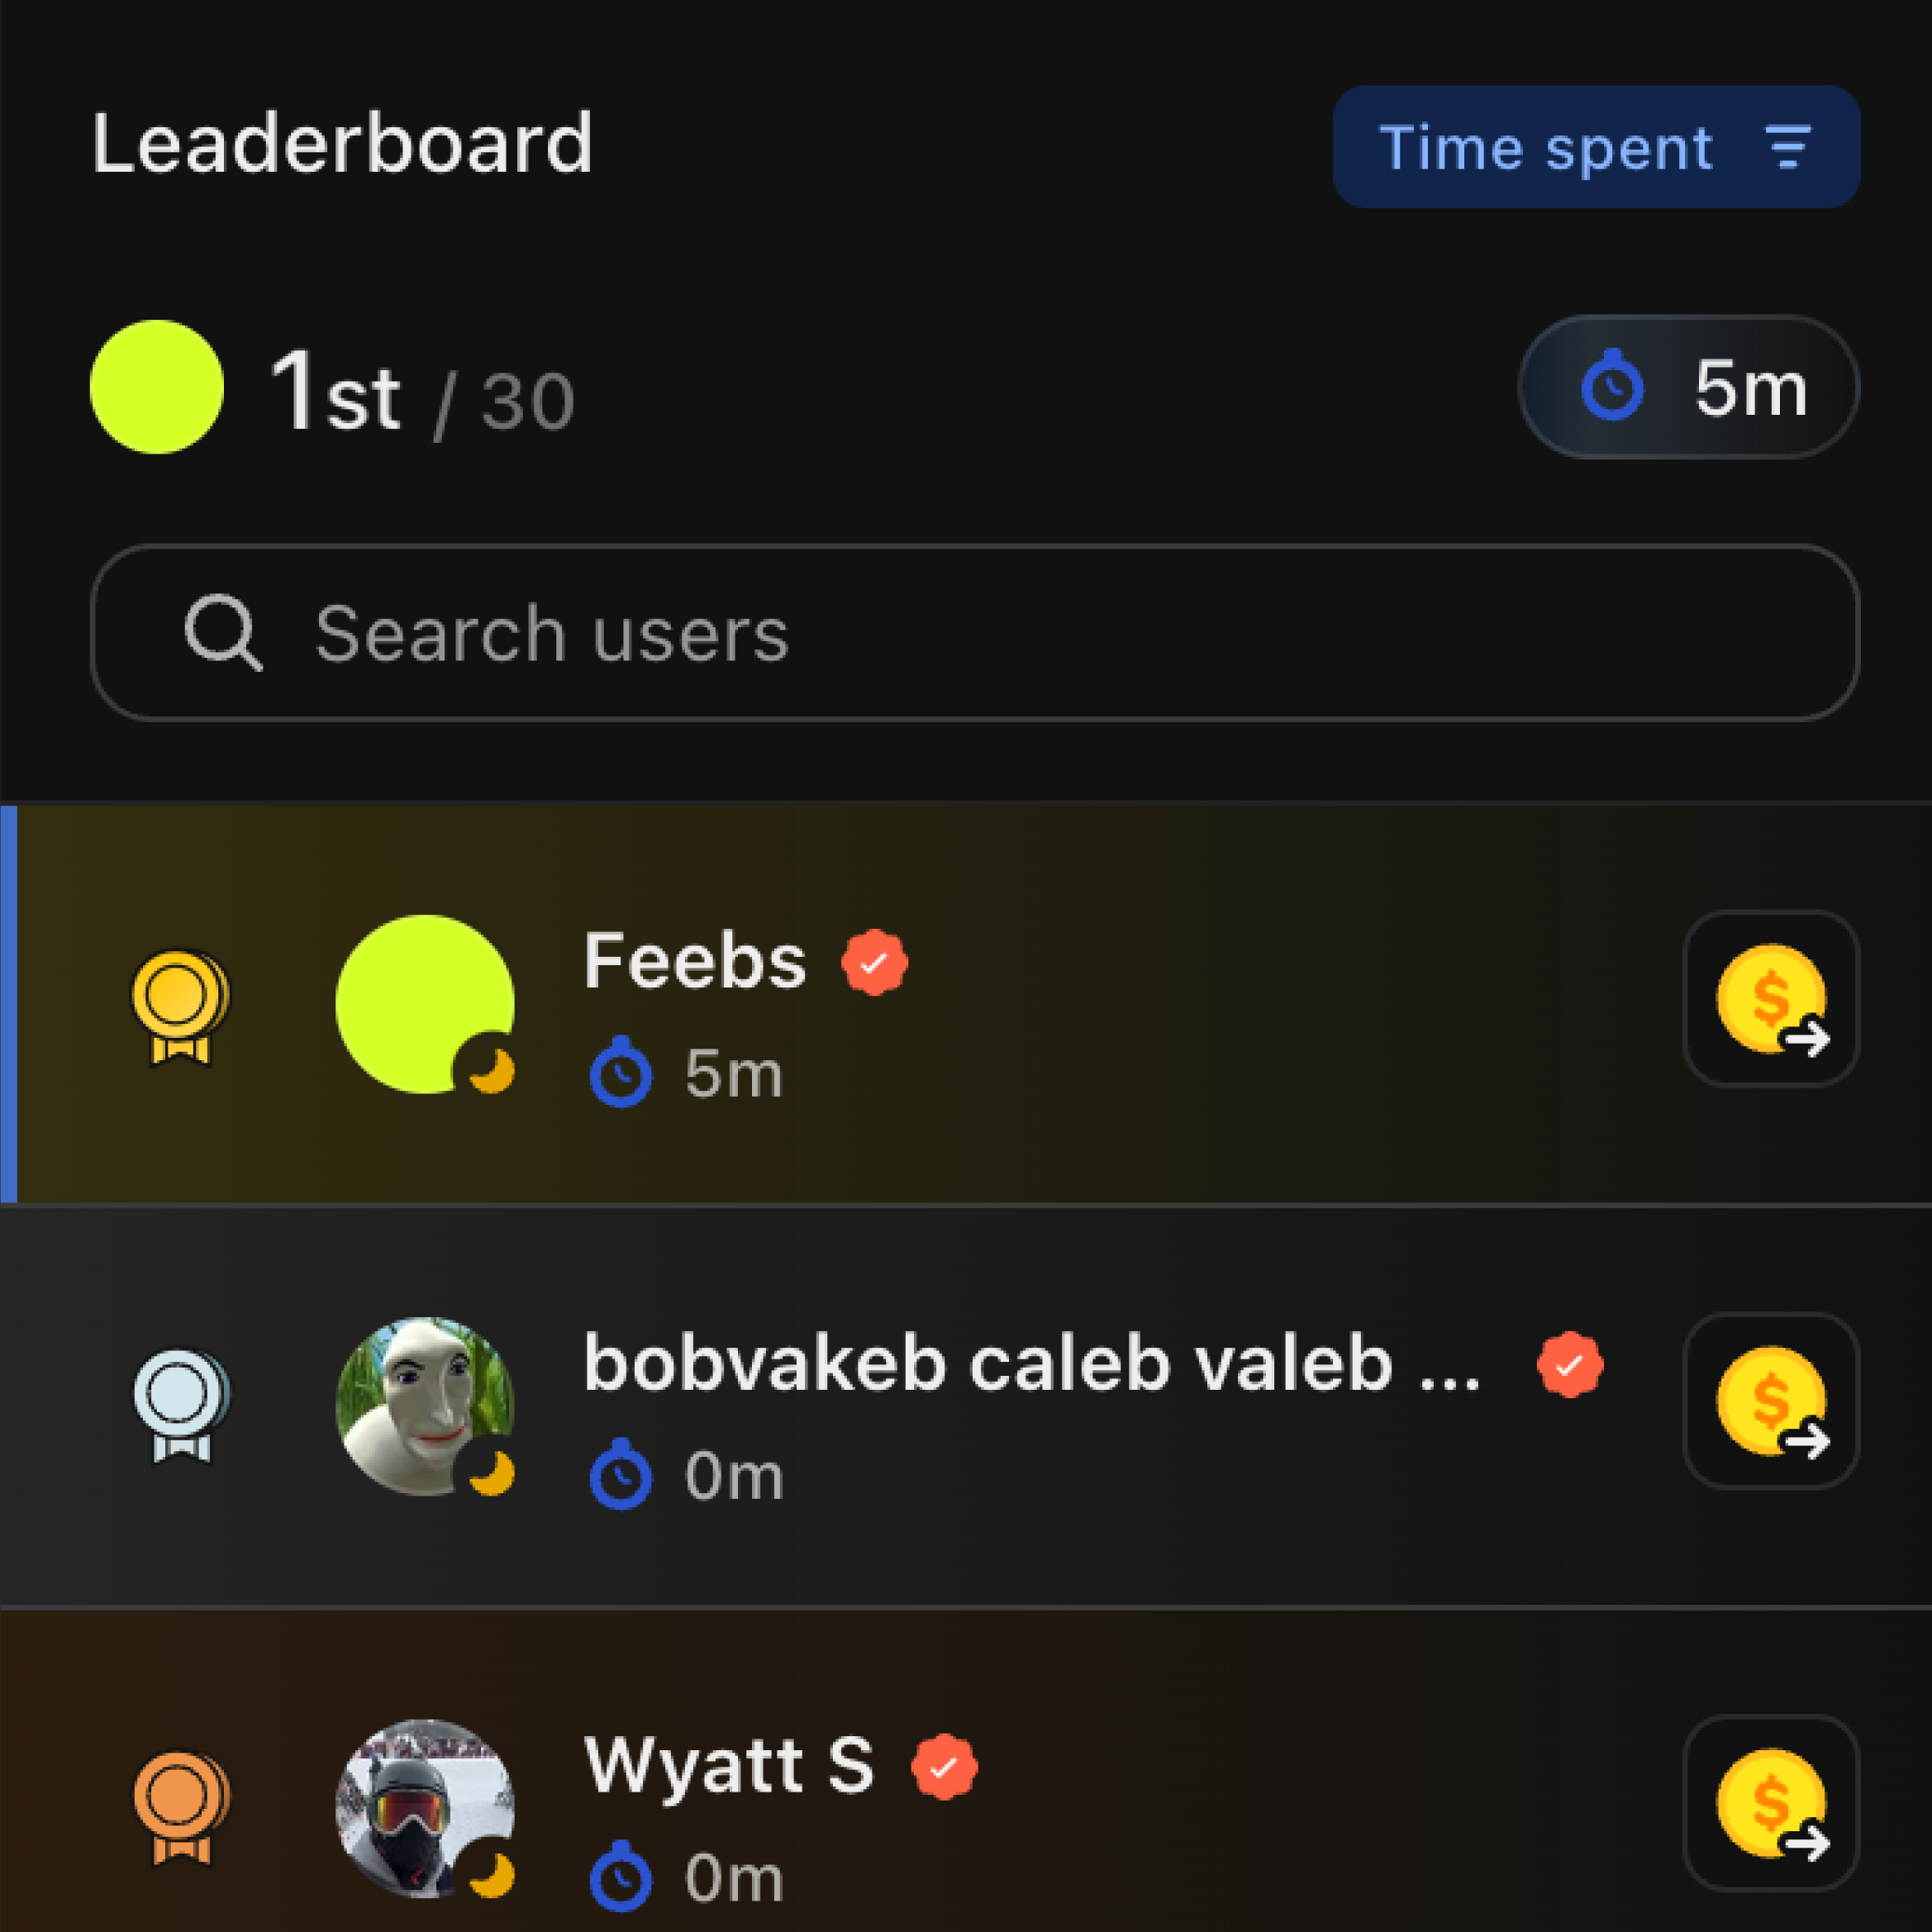 Leaderboard
Time spent
1st / 30
5m
Search users
Feebs
5m
$
bobvakeb caleb valeb ...
0m
$
Wyatt S
0m
$